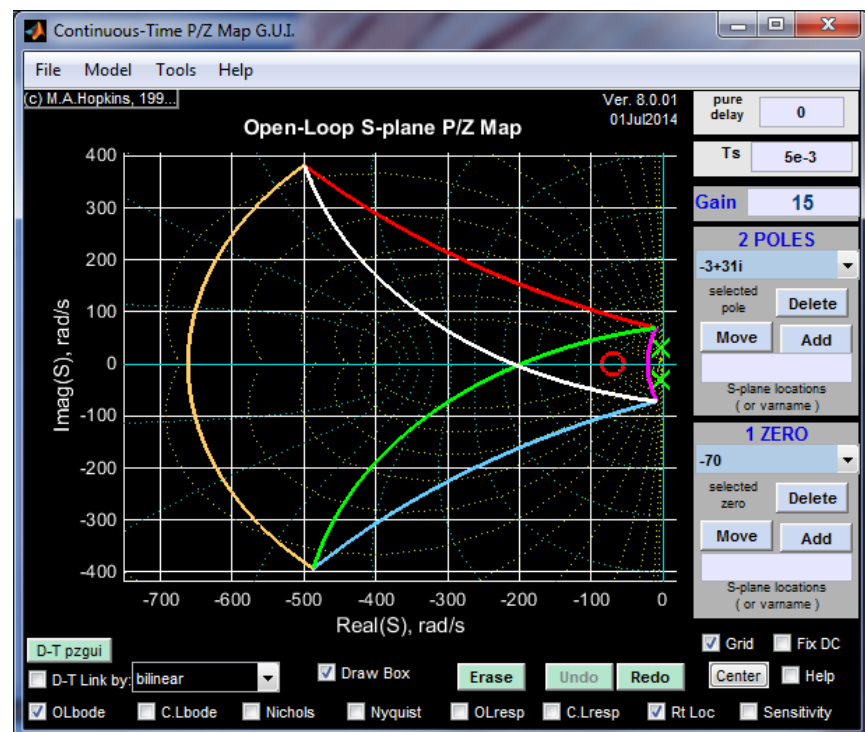 Continuous-Time P/Z Map G.U.I.
File Model Tools Help
(c) M.A.Hopkins, 199...
Ver. 8.0.01
01Jul2014
Open-Loop S-plane P/Z Map
400
300
200
100
0
-100
-200
-300
-400
Imag(S), rad/s
-700 -600 -500 -400 -300 -200 -100 0
Real(S), rad/s
pure
delay
0
Ts
5e-3
Gain
15
2 POLES
-3+31i
selected
pole
Delete
Move
Add
S-plane locations
( or varname )
1 ZERO
-70
selected
zero
Delete
Move
Add
S-plane locations
( or varname )
D-T pzgui
Grid
Fix DC
D-T Link by:
bilinear
Draw Box
Erase
Undo
Redo
Center
Help
OLbode
C.Lbode
Nichols
Nyquist
OLresp
C.Lresp
Rt Loc
Sensitivity